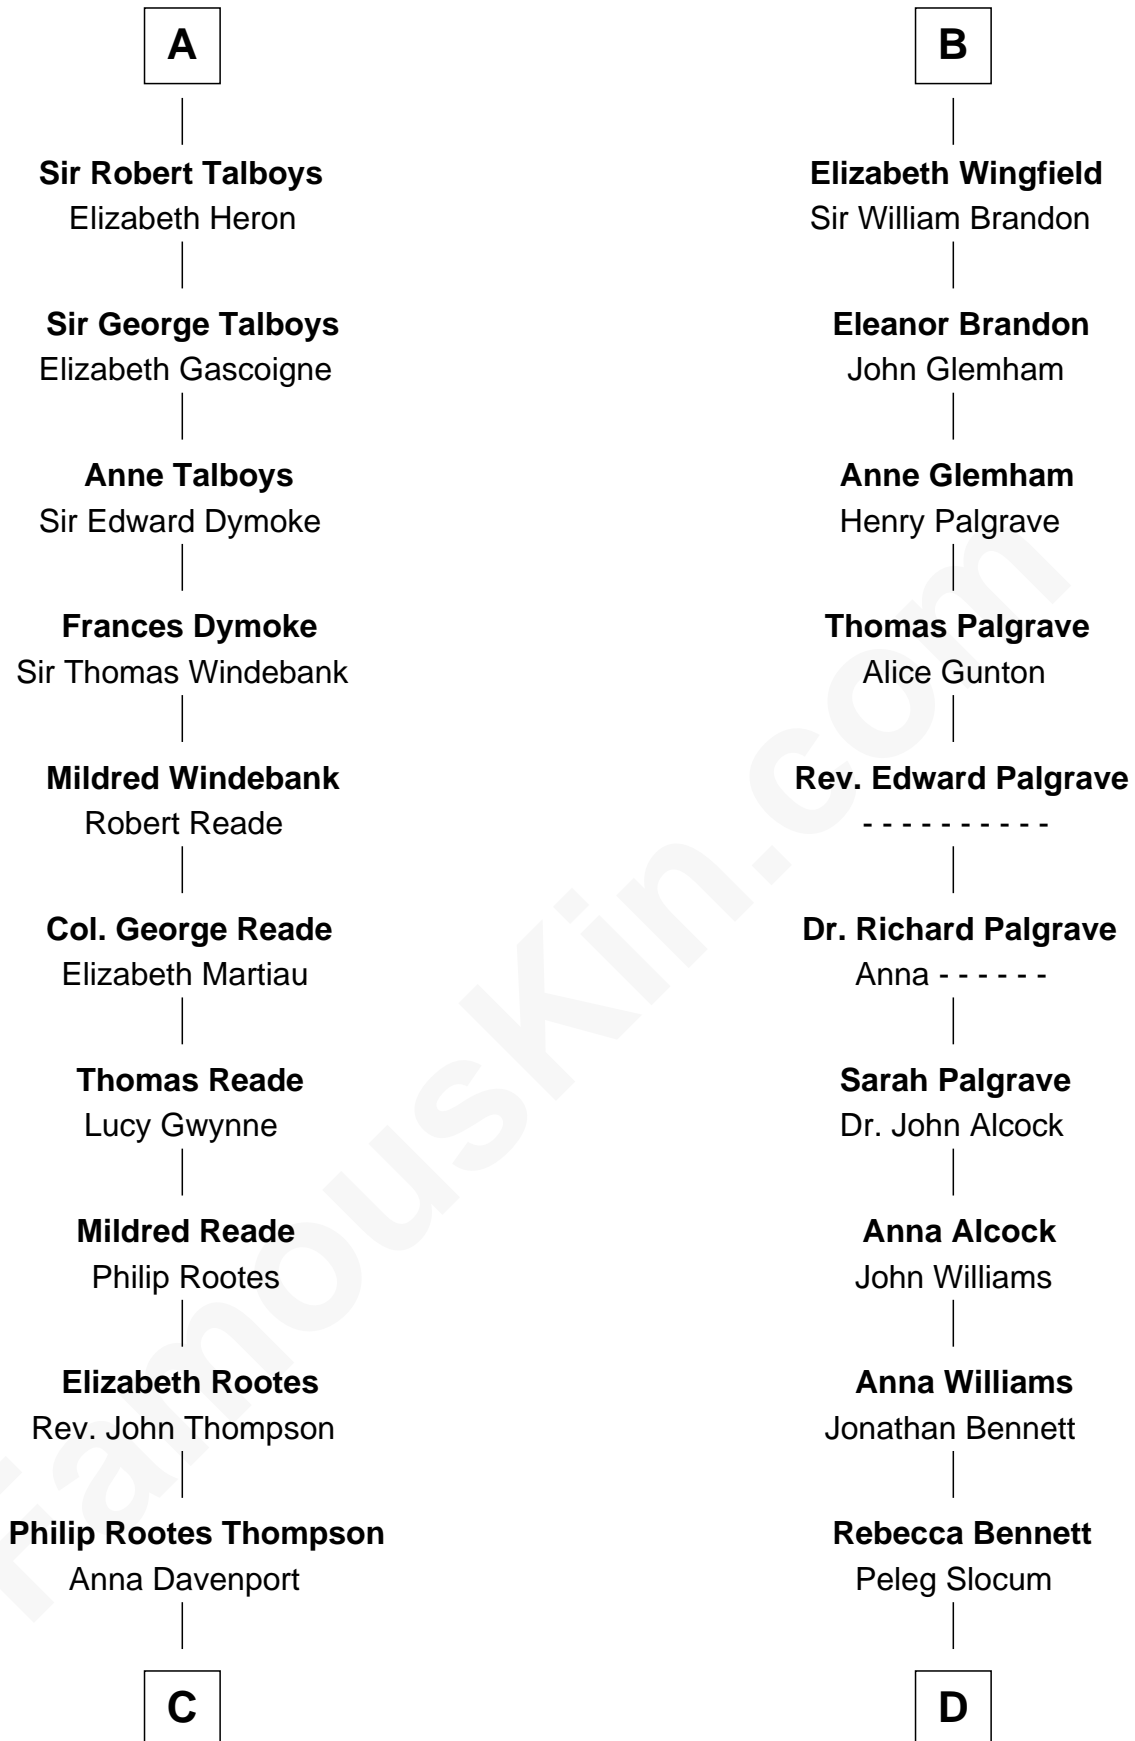 A
Sir Robert Talboys
Elizabeth Heron
Sir George Talboys
Elizabeth Gascoigne
Anne Talboys
Sir Edward Dymoke
Frances Dymoke
Sir Thomas Windebank
Mildred Windebank
Robert Reade
Col. George Reade
Elizabeth Martiau
Thomas Reade
Lucy Gwynne
Mildred Reade
Philip Rootes
Elizabeth Rootes
Rev. John Thompson
Philip Rootes Thompson
Anna Davenport
C
B
Elizabeth Wingfield
Sir William Brandon
Eleanor Brandon
John Glemham
Anne Glemham
Henry Palgrave
Thomas Palgrave
Alice Gunton
Rev. Edward Palgrave
- - - - - - - - - -
Dr. Richard Palgrave
Anna - - - - - -
Sarah Palgrave
Dr. John Alcock
Anna Alcock
John Williams
Anna Williams
Jonathan Bennett
Rebecca Bennett
Peleg Slocum
D
FamousKin.com